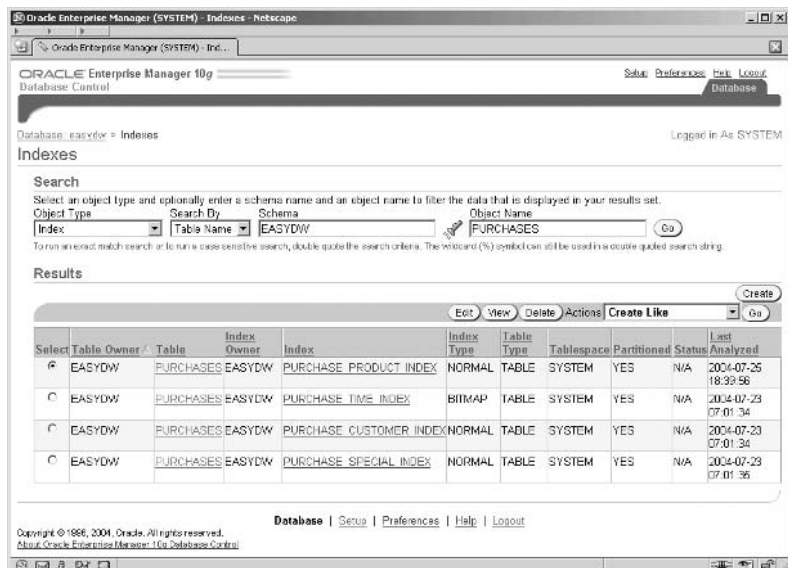 Oracle Enterprise Manager (SYSTEM) - Indexes - Netscape
Oracle Enterprise Manager (SYSTEM) - Ind...
ORACLE Enterprise Manager 10g
Database Control
Setup Preferences Help Logout
Database
Database: easydw > Indexes
Logged in As SYSTEM
Indexes
Search
Select an object type and optionally enter a schema name and an object name to filter the data that is displayed in your results set.
Object Type Search By Schema Object Name
Index Table Name EASYDW PURCHASES Go
To run an exact match search or to run a case sensitive search, double quote the search criteria. The wildcard (%) symbol can still be used in a double quoted search string.
Results
Create
Edit View Delete Actions Create Like Go
Select Table Owner Table Index Owner Index Index Type Table Type Tablespace Partitioned Status Last Analyzed
EASYDW PURCHASES EASYDW PURCHASE_PRODUCT_INDEX NORMAL TABLE SYSTEM YES N/A 2004-07-25 18:39:56
EASYDW PURCHASES EASYDW PURCHASE_TIME_INDEX BITMAP TABLE SYSTEM YES N/A 2004-07-23 07:01:34
EASYDW PURCHASES EASYDW PURCHASE_CUSTOMER_INDEX NORMAL TABLE SYSTEM YES N/A 2004-07-23 07:01:34
EASYDW PURCHASES EASYDW PURCHASE_SPECIAL_INDEX NORMAL TABLE SYSTEM YES N/A 2004-07-23 07:01:35
Database | Setup | Preferences | Help | Logout
Copyright © 1996, 2004, Oracle. All rights reserved.
About Oracle Enterprise Manager 10g Database Control